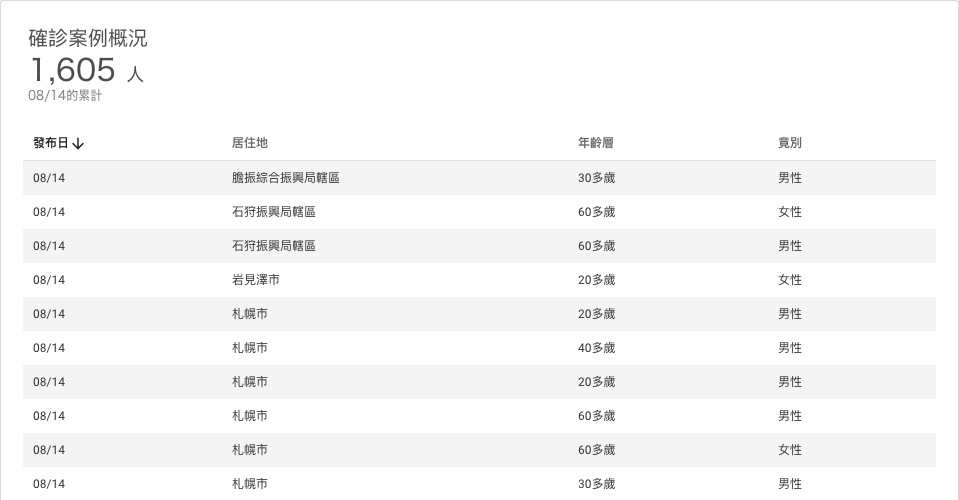 確診案例概況
1,605 人
08/14的累計
發布日↓ 居住地 年齡層 竟別
08/14 膽振綜合振興局轄區 30多歲 男性
08/14 石狩振興局轄區 60多歲 女性
08/14 石狩振興局轄區 60多歲 男性
08/14 岩見澤市 20多歲 女性
08/14 札幌市 20多歲 男性
08/14 札幌市 40多歲 男性
08/14 札幌市 20多歲 男性
08/14 札幌市 60多歲 男性
08/14 札幌市 60多歲 女性
08/14 札幌市 30多歲 男性